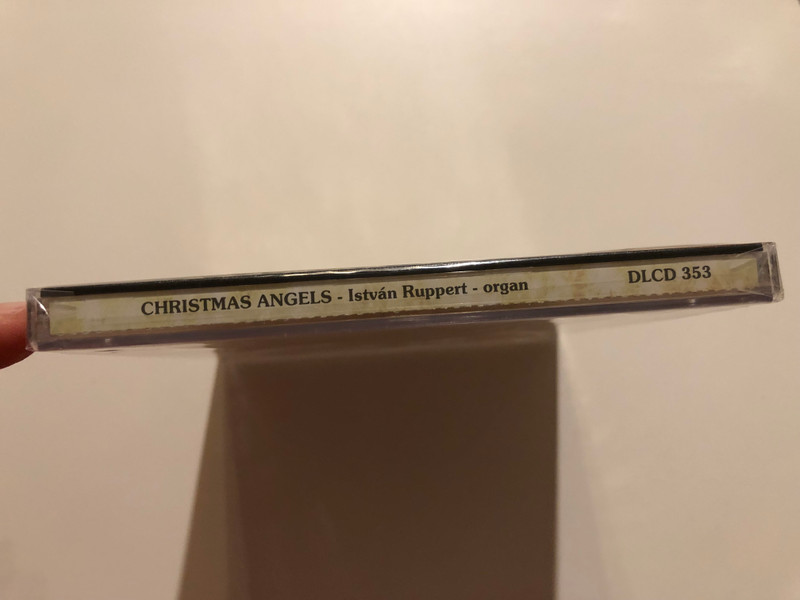 CHRISTMAS ANGELS - István Ruppert - organ DLCD 353